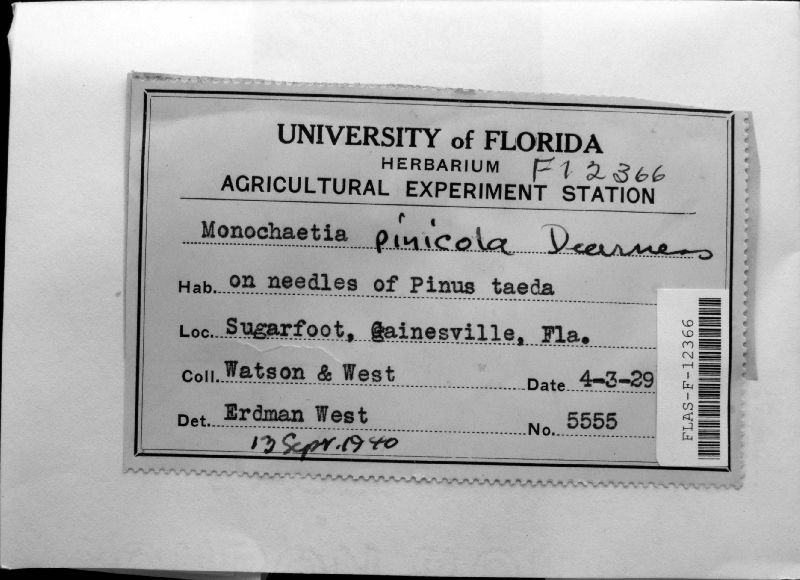 UNIVERSITY of FLORIDA
HERBARIUM F12366
AGRICULTURAL EXPERIMENT STATION
Monochaetia pinicola Dearness
Hab. on needles of Pinus taeda
Loc. Sugarfoot, Gainesville, Fla.
Coll. Watson & West Date 4-3-29
Det. Erdman West No. 5555
13 Sept. 1940
FLAS-F-12366